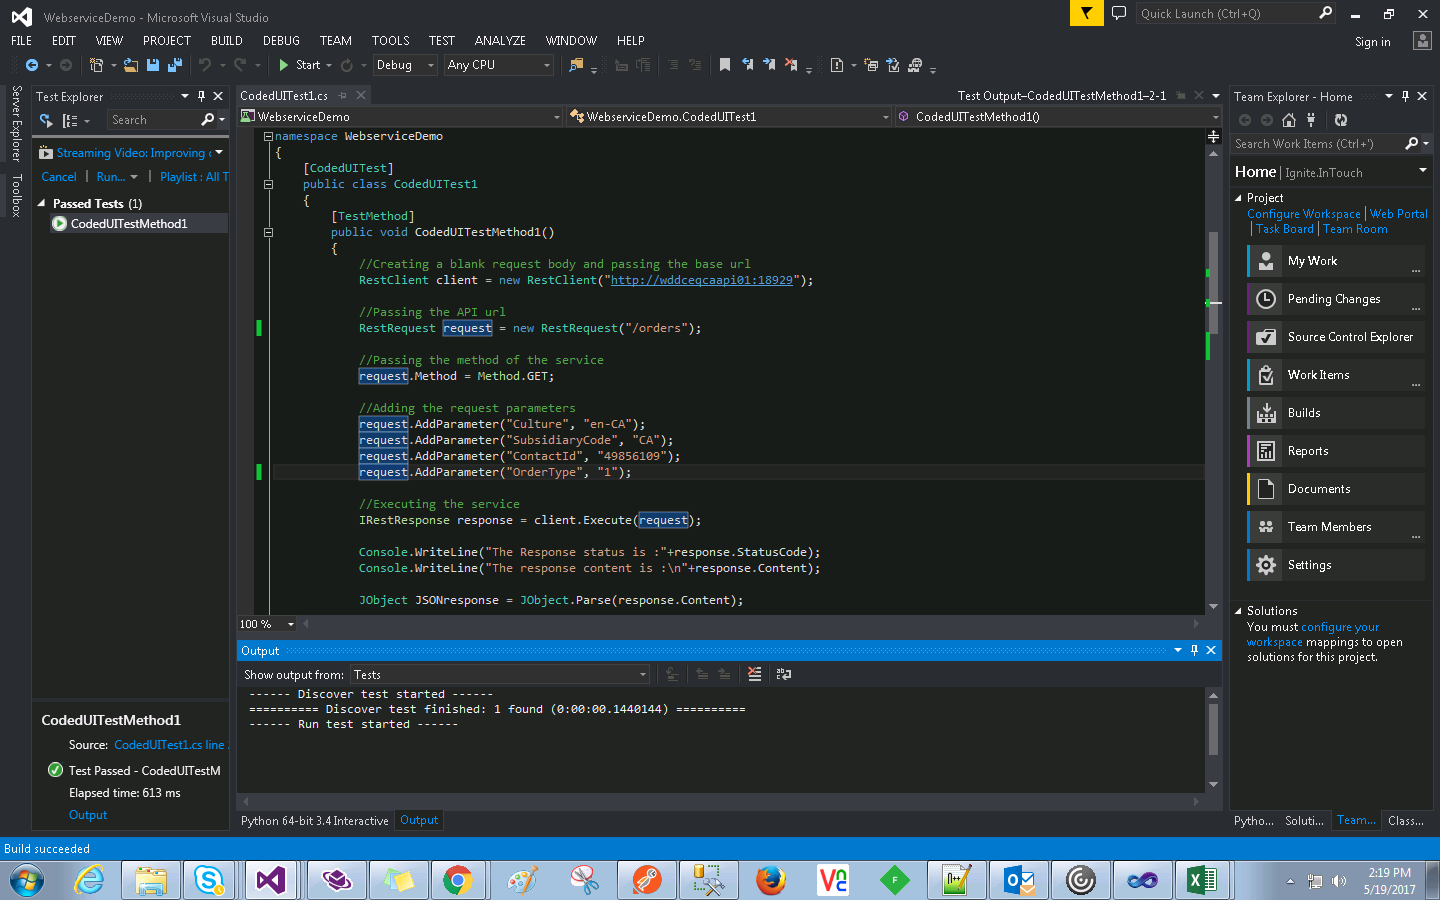 WebserviceDemo - Microsoft Visual Studio
Quick Launch (Ctrl+Q)
FILE EDIT VIEW PROJECT BUILD DEBUG TEAM TOOLS TEST ANALYZE WINDOW HELP
Sign in
Start Debug Any CPU
Server Explorer
Toolbox
Test Explorer
Search
Streaming Video: Improving
Cancel | Run... | Playlist : All T
Passed Tests (1)
CodedUITestMethod1
CodedUITestMethod1
Source: CodedUITest1.cs line
Test Passed - CodedUITestM
Elapsed time: 613 ms
Output
CodedUITest1.cs
Test Output–CodedUITestMethod1–2-1
WebserviceDemo WebserviceDemo.CodedUITest1 CodedUITestMethod1()
namespace WebserviceDemo
{
[CodedUITest]
public class CodedUITest1
{
[TestMethod]
public void CodedUITestMethod1()
{
//Creating a blank request body and passing the base url
RestClient client = new RestClient("http://wddceqcaapi01:18929");
//Passing the API url
RestRequest request = new RestRequest("/orders");
//Passing the method of the service
request.Method = Method.GET;
//Adding the request parameters
request.AddParameter("Culture", "en-CA");
request.AddParameter("SubsidiaryCode", "CA");
request.AddParameter("ContactId", "49856109");
request.AddParameter("OrderType", "1");
//Executing the service
IRestResponse response = client.Execute(request);
Console.WriteLine("The Response status is :"+response.StatusCode);
Console.WriteLine("The response content is :\n"+response.Content);
JObject JSONresponse = JObject.Parse(response.Content);
100 %
Output
Show output from: Tests
------ Discover test started ------
========== Discover test finished: 1 found (0:00:00.1440144) ==========
------ Run test started ------
Python 64-bit 3.4 Interactive Output
Team Explorer - Home
Search Work Items (Ctrl+')
Home | Ignite.InTouch
Project
Configure Workspace | Web Portal
| Task Board | Team Room
My Work
Pending Changes
Source Control Explorer
Work Items
Builds
Reports
Documents
Team Members
Settings
Solutions
You must configure your
workspace mappings to open
solutions for this project.
Pytho... Soluti... Team... Class...
Build succeeded
2:19 PM
5/19/2017